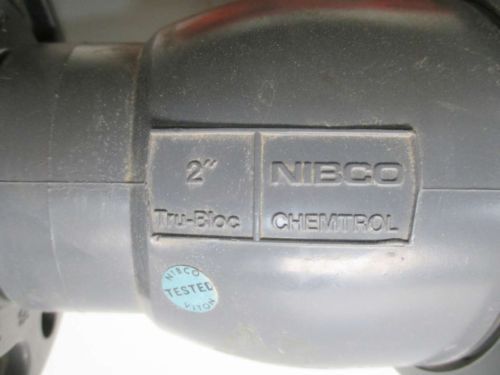 2"
Tru-Bloc
NIBCO
CHEMTROL
NIBCO
TESTED
VITON